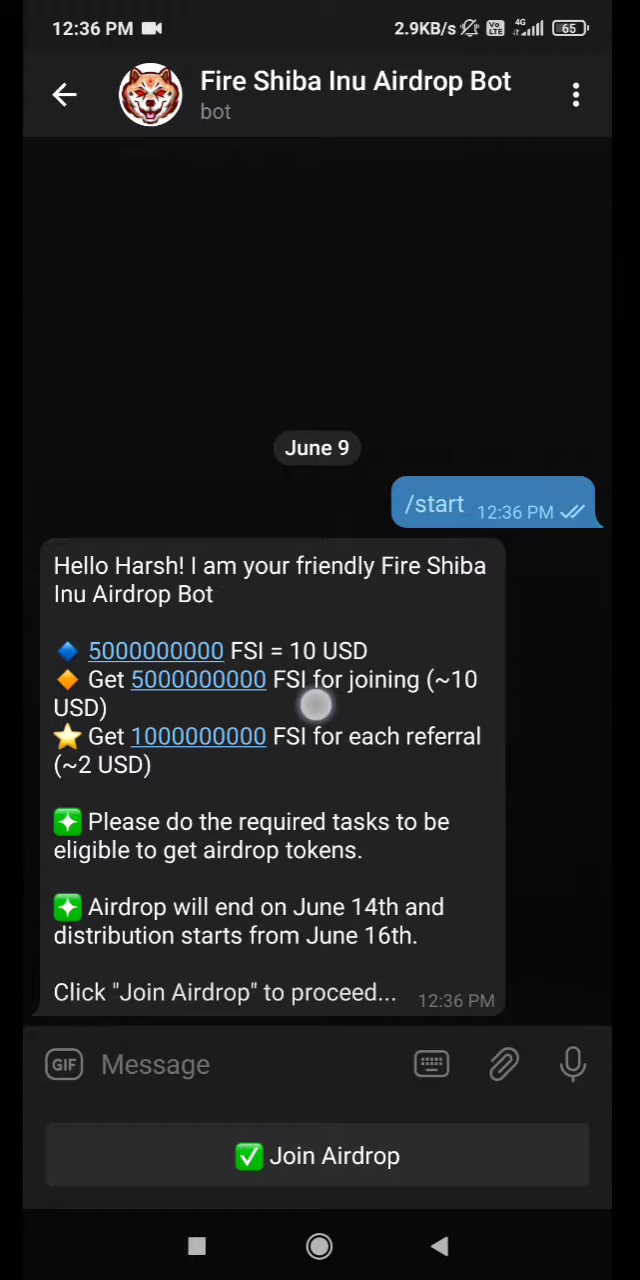 12:36 PM 2.9KB/s Vo LTE 4G 65
Fire Shiba Inu Airdrop Bot
bot
June 9
/start 12:36 PM
Hello Harsh! I am your friendly Fire Shiba
Inu Airdrop Bot
🔹 5000000000 FSI = 10 USD
🔸 Get 5000000000 FSI for joining (~10
USD)
⭐ Get 1000000000 FSI for each referral
(~2 USD)
❇️ Please do the required tasks to be
eligible to get airdrop tokens.
❇️ Airdrop will end on June 14th and
distribution starts from June 16th.
Click "Join Airdrop" to proceed... 12:36 PM
GIF Message
✅ Join Airdrop